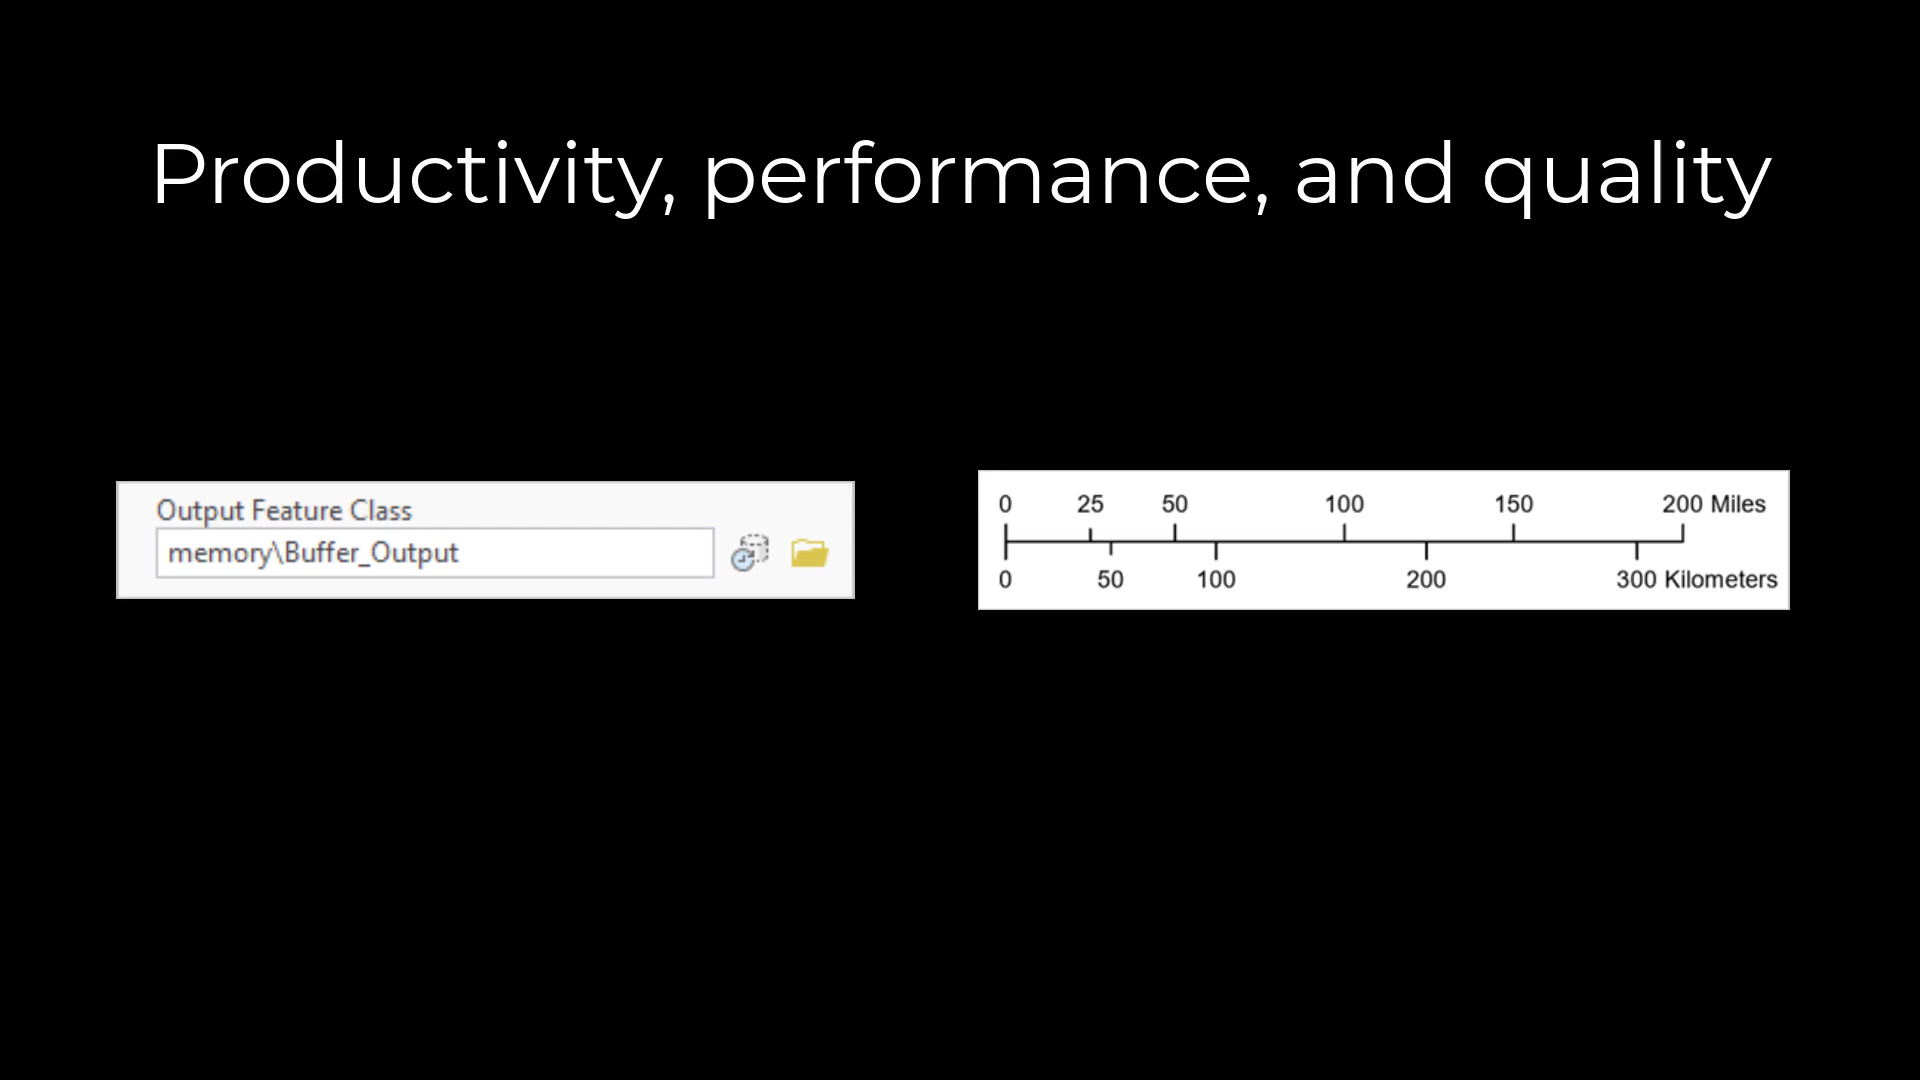 Productivity, performance, and quality
Output Feature Class
memory\Buffer_Output
0 25 50 100 150 200 Miles
0 50 100 200 300 Kilometers